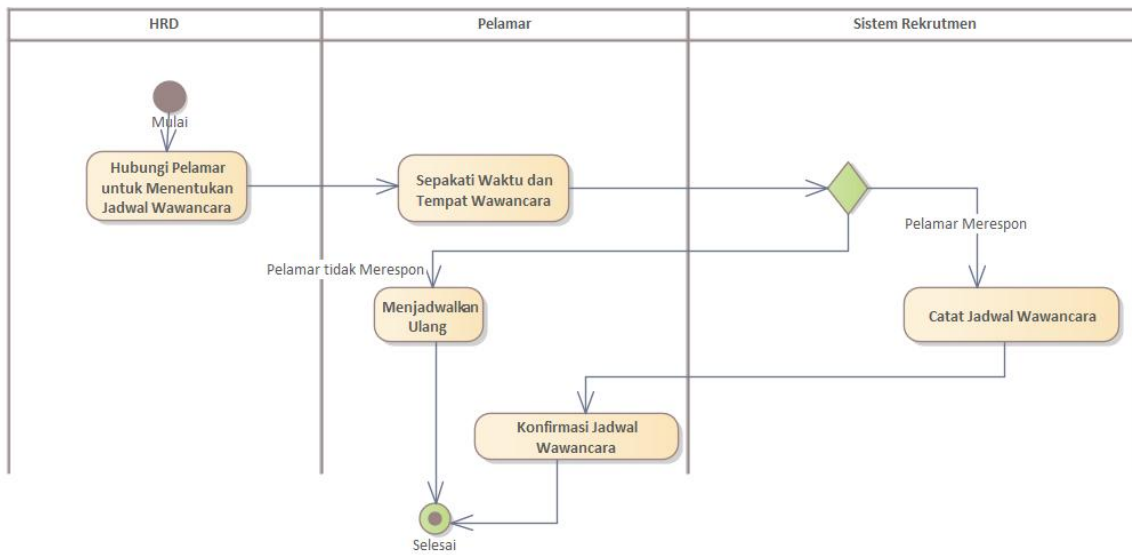 HRD
Pelamar
Sistem Rekrutmen
Mulai
Hubungi Pelamar
untuk Menentukan
Jadwal Wawancara
Sepakati Waktu dan
Tempat Wawancara
Pelamar Merespon
Pelamar tidak Merespon
Menjadwalkan
Ulang
Catat Jadwal Wawancara
Konfirmasi Jadwal
Wawancara
Selesai